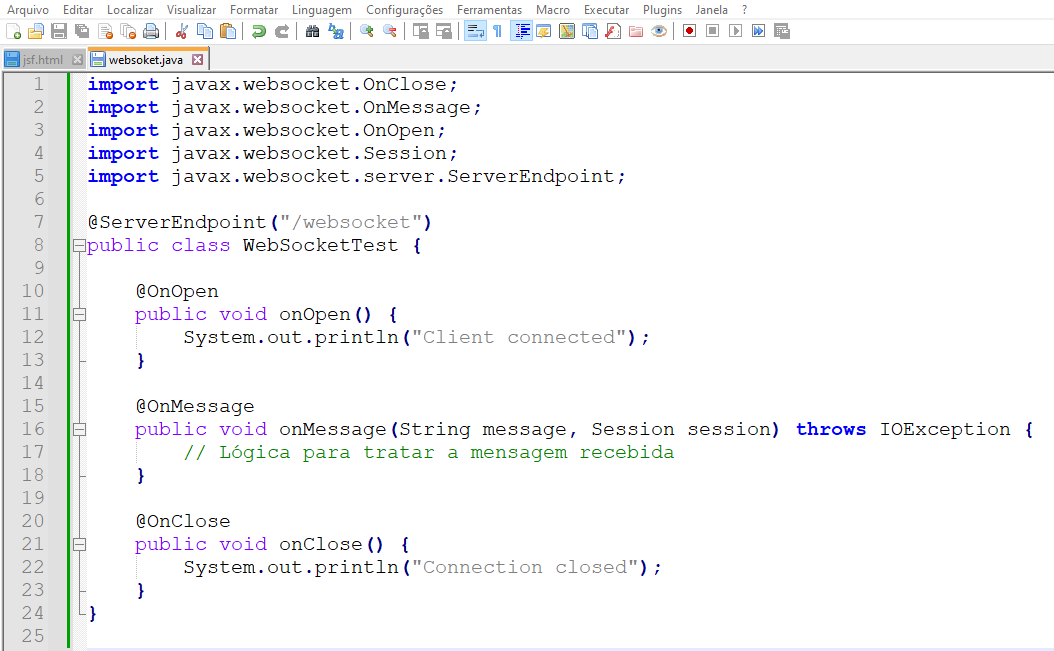 Arquivo Editar Localizar Visualizar Formatar Linguagem Configurações Ferramentas Macro Executar Plugins Janela ?
jsf.html websoket.java
1 import javax.websocket.OnClose;
2 import javax.websocket.OnMessage;
3 import javax.websocket.OnOpen;
4 import javax.websocket.Session;
5 import javax.websocket.server.ServerEndpoint;
6
7 @ServerEndpoint("/websocket")
8 public class WebSocketTest {
9
10     @OnOpen
11     public void onOpen() {
12         System.out.println("Client connected");
13     }
14
15     @OnMessage
16     public void onMessage(String message, Session session) throws IOException {
17         // Lógica para tratar a mensagem recebida
18     }
19
20     @OnClose
21     public void onClose() {
22         System.out.println("Connection closed");
23     }
24 }
25